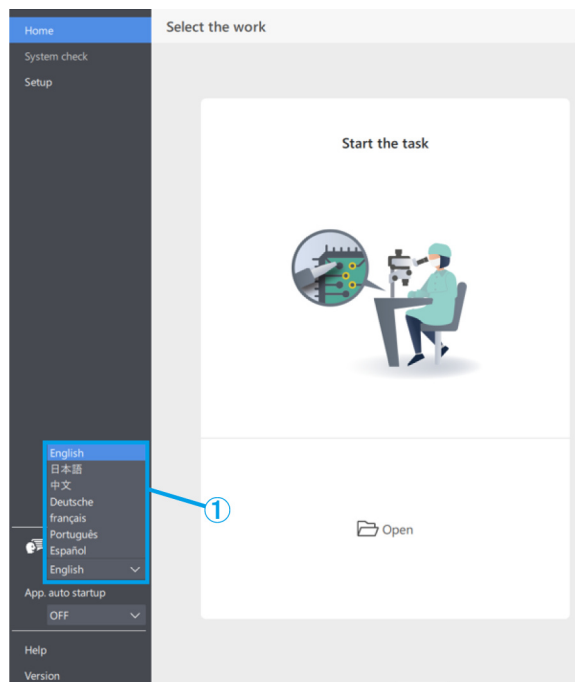 Home
Select the work
System check
Setup
Start the task
English
日本語
中文
Deutsche
français
Português
Español
English
①
Open
App. auto startup
OFF
Help
Version